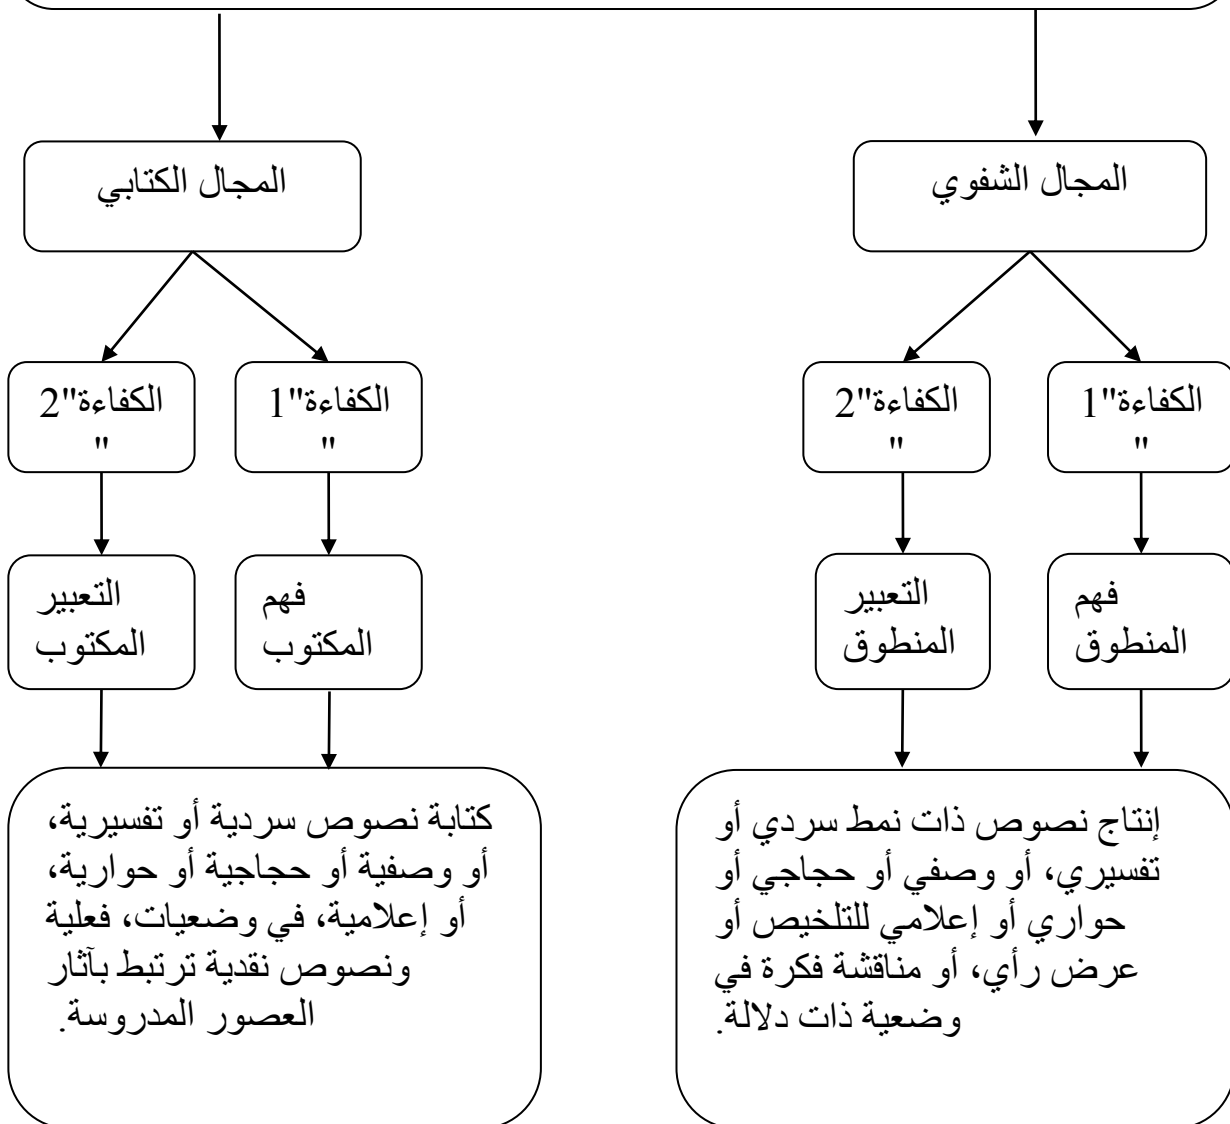 المجال الشفوي
المجال الكتابي
الكفاءة"1
"
الكفاءة"2
"
الكفاءة"1
"
الكفاءة"2
"
فهم
المنطوق
التعبير
المنطوق
فهم
المكتوب
التعبير
المكتوب
إنتاج نصوص ذات نمط سردي أو
تفسيري، أو وصفي أو حجاجي أو
حواري أو إعلامي للتلخيص أو
عرض رأي، أو مناقشة فكرة في
وضعية ذات دلالة.
كتابة نصوص سردية أو تفسيرية،
أو وصفية أو حجاجية أو حوارية،
أو إعلامية، في وضعيات، فعلية
ونصوص نقدية ترتبط بآثار
العصور المدروسة.